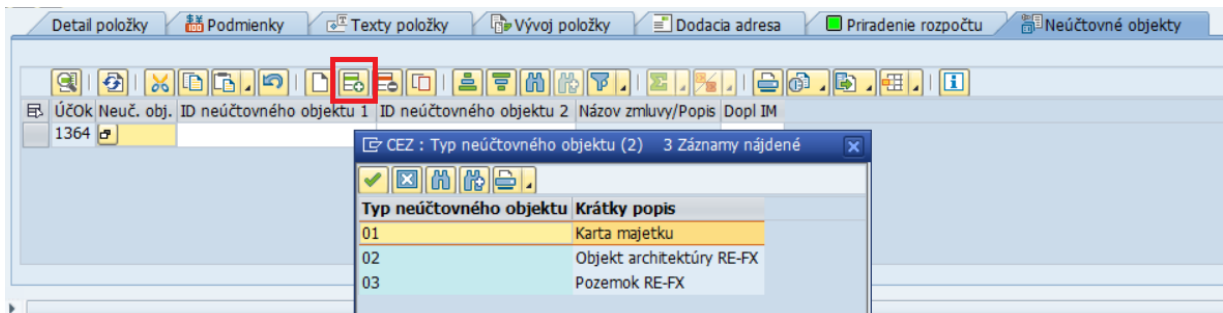 Detail položky Podmienky Texty položky Vývoj položky Dodacia adresa Priradenie rozpočtu Neúčtovné objekty
ÚčOk Neuč. obj. ID neúčtovného objektu 1 ID neúčtovného objektu 2 Názov zmluvy/Popis Dopl IM
1364
CEZ : Typ neúčtovného objektu (2) 3 Záznamy nájdené
Typ neúčtovného objektu Krátky popis
01 Karta majetku
02 Objekt architektúry RE-FX
03 Pozemok RE-FX